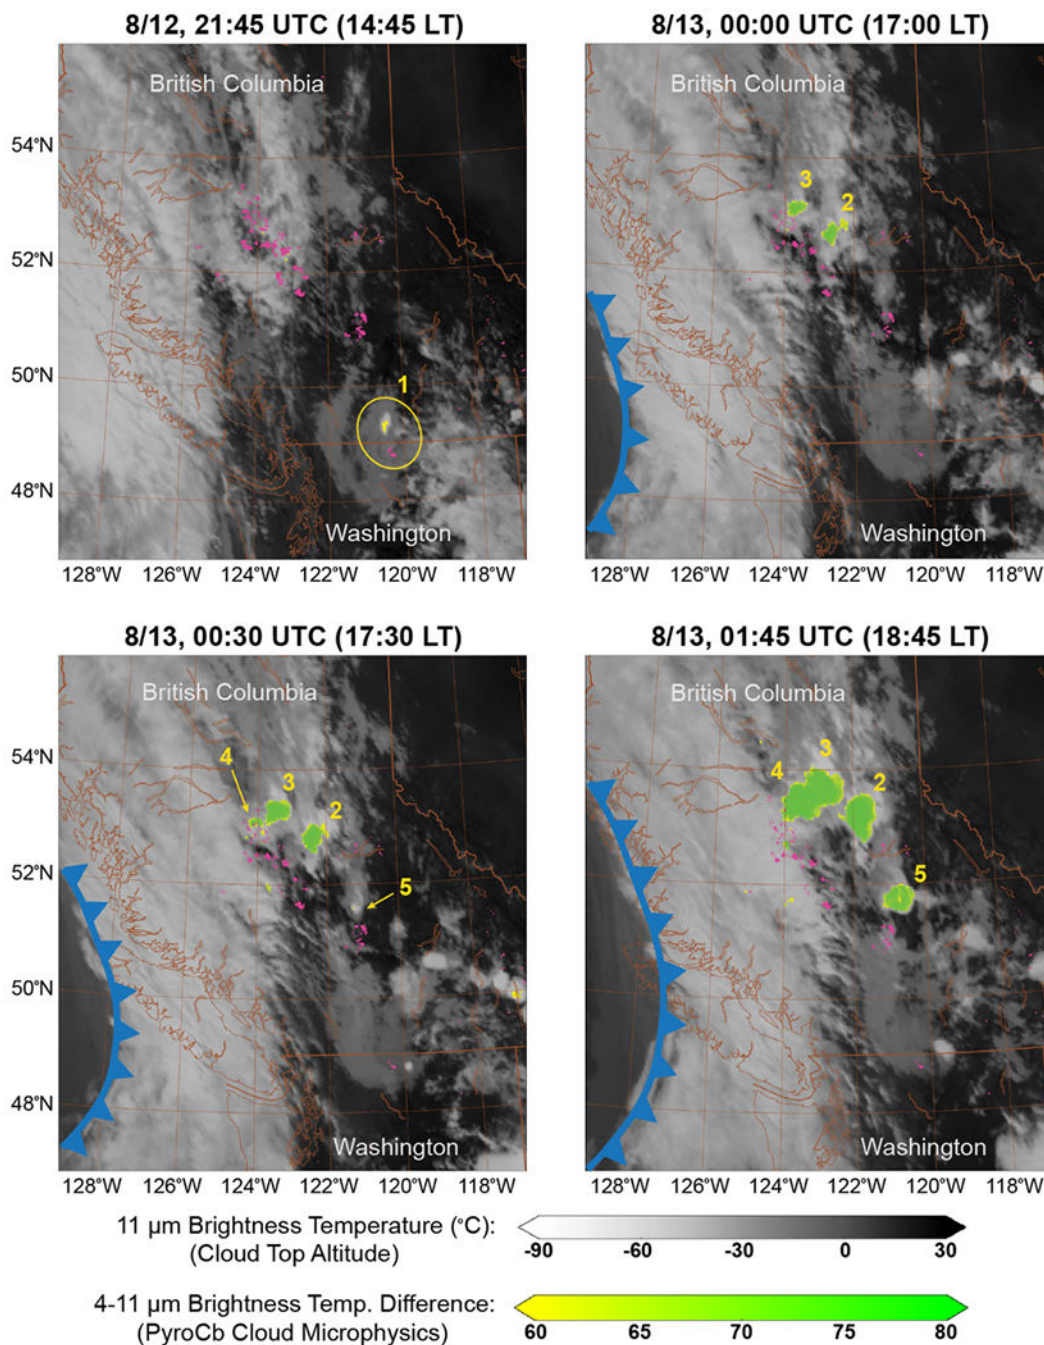 8/12, 21:45 UTC (14:45 LT)
British Columbia
54°N
52°N
50°N
48°N
1
Washington
128°W 126°W 124°W 122°W 120°W 118°W
8/13, 00:00 UTC (17:00 LT)
British Columbia
3
2
Washington
128°W 126°W 124°W 122°W 120°W 118°W
8/13, 00:30 UTC (17:30 LT)
British Columbia
54°N
52°N
50°N
48°N
4
3
2
5
Washington
128°W 126°W 124°W 122°W 120°W 118°W
8/13, 01:45 UTC (18:45 LT)
British Columbia
3
4
2
5
Washington
128°W 126°W 124°W 122°W 120°W 118°W
11 µm Brightness Temperature (°C):
(Cloud Top Altitude)
-90 -60 -30 0 30
4-11 µm Brightness Temp. Difference:
(PyroCb Cloud Microphysics)
60 65 70 75 80